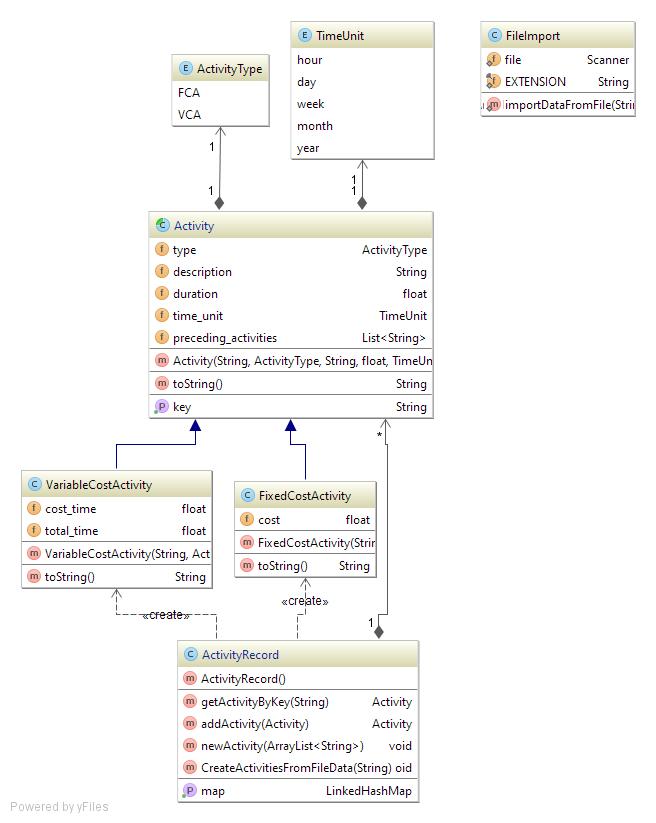 ActivityType
FCA
VCA
TimeUnit
hour
day
week
month
year
FileImport
file Scanner
EXTENSION String
importDataFromFile(Stri
1
1
1
1
Activity
type ActivityType
description String
duration float
time_unit TimeUnit
preceding_activities List<String>
Activity(String, ActivityType, String, float, TimeUn
toString() String
key String
*
VariableCostActivity
cost_time float
total_time float
VariableCostActivity(String, Act
toString() String
FixedCostActivity
cost float
FixedCostActivity(Strin
toString() String
«create»
«create»
1
ActivityRecord
ActivityRecord()
getActivityByKey(String) Activity
addActivity(Activity) Activity
newActivity(ArrayList<String>) void
CreateActivitiesFromFileData(String) oid
map LinkedHashMap
Powered by yFiles